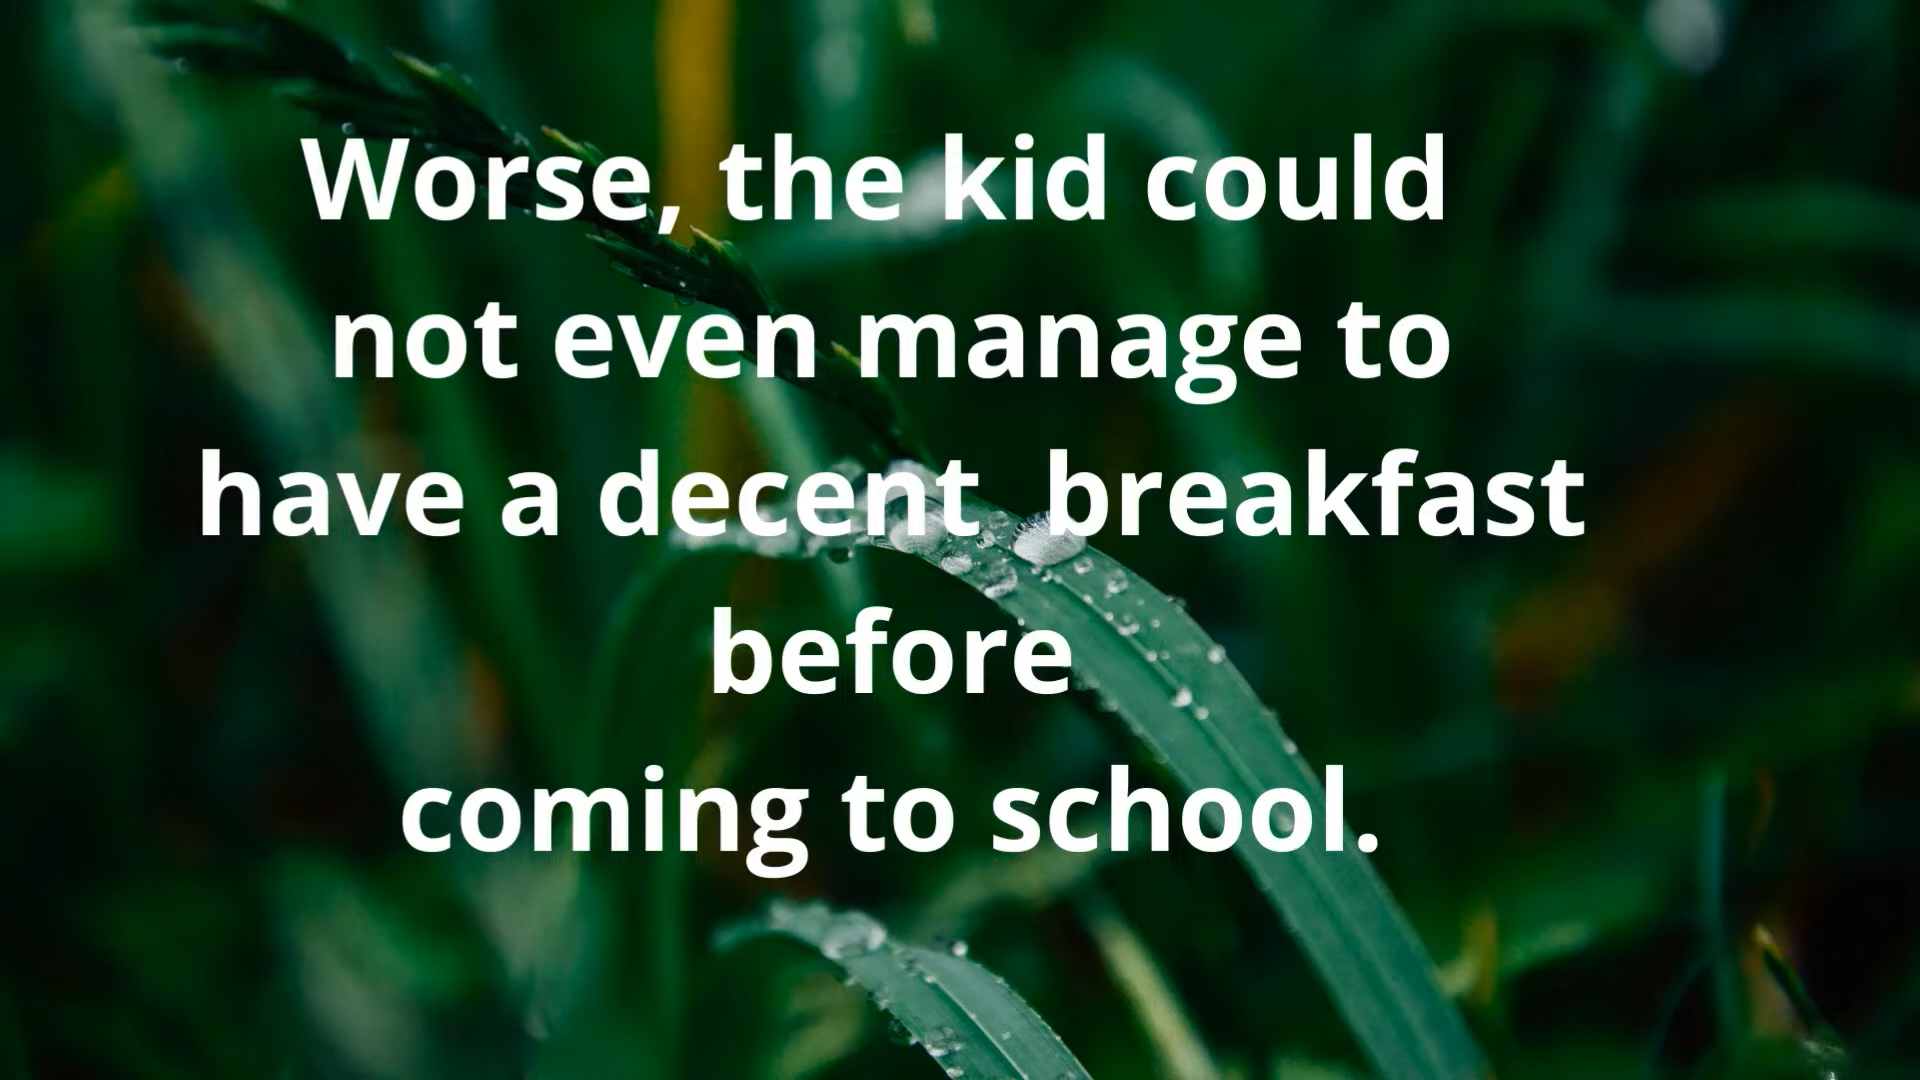 Worse, the kid could
not even manage to
have a decent  breakfast
before
coming to school.